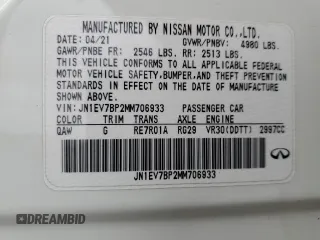 MANUFACTURED BY NISSAN MOTOR CO.,LTD.
DATE: 04/21 GVWR/PNBV: 4980 LBS.
GAWR/PNBE FR: 2546 LBS. RR: 2513 LBS.
THIS VEHICLE CONFORMS TO ALL APPLICABLE FEDERAL
MOTOR VEHICLE SAFETY,BUMPER,AND THEFT PREVENTION
STANDARDS IN EFFECT ON THE DATE OF MANUFACTURE
SHOWN ABOVE.
VIN: JN1EV7BP2MM706933 PASSENGER CAR
COLOR TRIM TRANS AXLE ENGINE
QAW G RE7R01A RG29 VR30(DDTT) 2997CC
JN1EV7BP2MM706933
DREAMBID